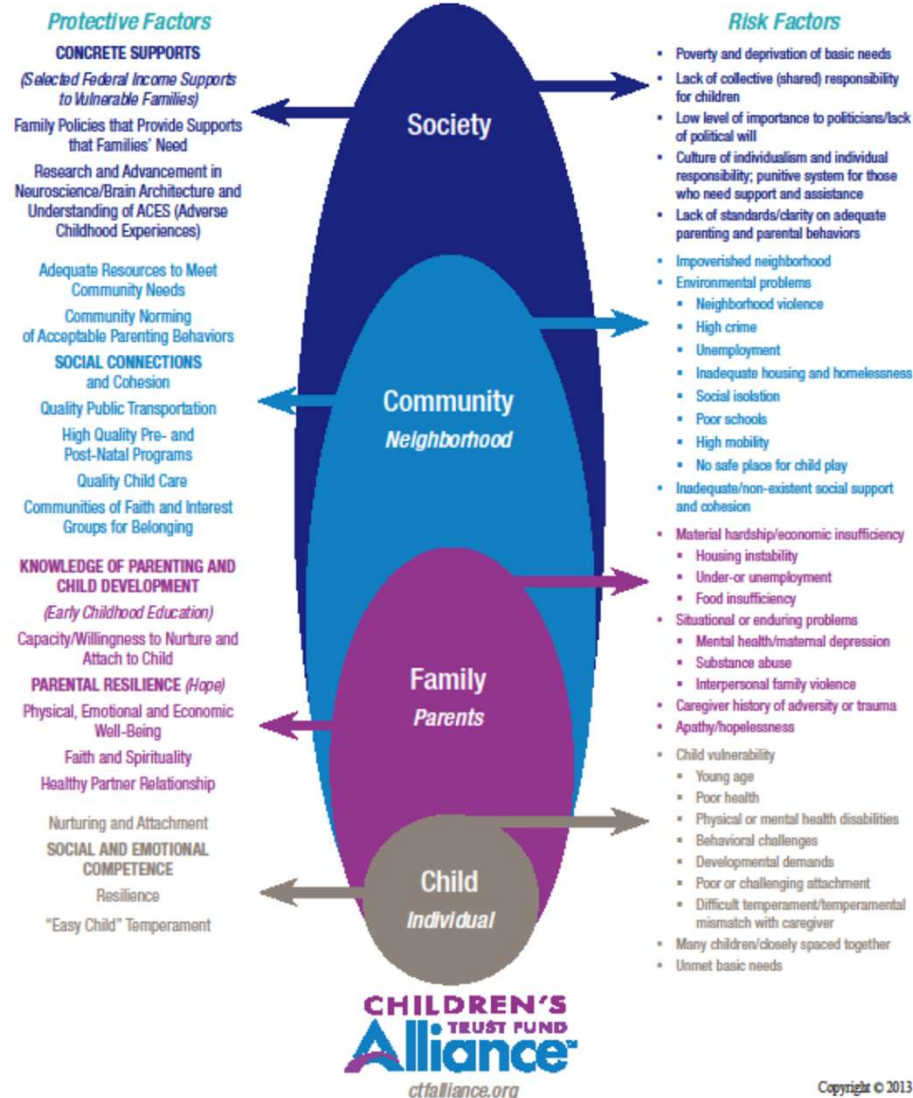 Protective Factors
CONCRETE SUPPORTS
(Selected Federal Income Supports
to Vulnerable Families)
Family Policies that Provide Supports
that Families' Need
Research and Advancement in
Neuroscience/Brain Architecture and
Understanding of ACES (Adverse
Childhood Experiences)
Adequate Resources to Meet
Community Needs
Community Norming
of Acceptable Parenting Behaviors
SOCIAL CONNECTIONS
and Cohesion
Quality Public Transportation
High Quality Pre- and
Post-Natal Programs
Quality Child Care
Communities of Faith and Interest
Groups for Belonging
KNOWLEDGE OF PARENTING AND
CHILD DEVELOPMENT
(Early Childhood Education)
Capacity/Willingness to Nurture and
Attach to Child
PARENTAL RESILIENCE (Hope)
Physical, Emotional and Economic
Well-Being
Faith and Spirituality
Healthy Partner Relationship
Nurturing and Attachment
SOCIAL AND EMOTIONAL
COMPETENCE
Resilience
"Easy Child" Temperament
Society
Community
Neighborhood
Family
Parents
Child
Individual
Risk Factors
• Poverty and deprivation of basic needs
• Lack of collective (shared) responsibility
for children
• Low level of importance to politicians/lack
of political will
• Culture of individualism and individual
responsibility; punitive system for those
who need support and assistance
• Lack of standards/clarity on adequate
parenting and parental behaviors
• Impoverished neighborhood
• Environmental problems
▪ Neighborhood violence
▪ High crime
▪ Unemployment
▪ Inadequate housing and homelessness
▪ Social isolation
▪ Poor schools
▪ High mobility
▪ No safe place for child play
• Inadequate/non-existent social support
and cohesion
• Material hardship/economic insufficiency
▪ Housing instability
▪ Under-or unemployment
▪ Food insufficiency
• Situational or enduring problems
▪ Mental health/maternal depression
▪ Substance abuse
▪ Interpersonal family violence
• Caregiver history of adversity or trauma
• Apathy/hopelessness
• Child vulnerability
▪ Young age
▪ Poor health
▪ Physical or mental health disabilities
▪ Behavioral challenges
▪ Developmental demands
▪ Poor or challenging attachment
▪ Difficult temperament/temperamental
mismatch with caregiver
• Many children/closely spaced together
• Unmet basic needs
CHILDREN'S
TRUST FUND
Alliance™
ctfalliance.org
Copyright © 2013